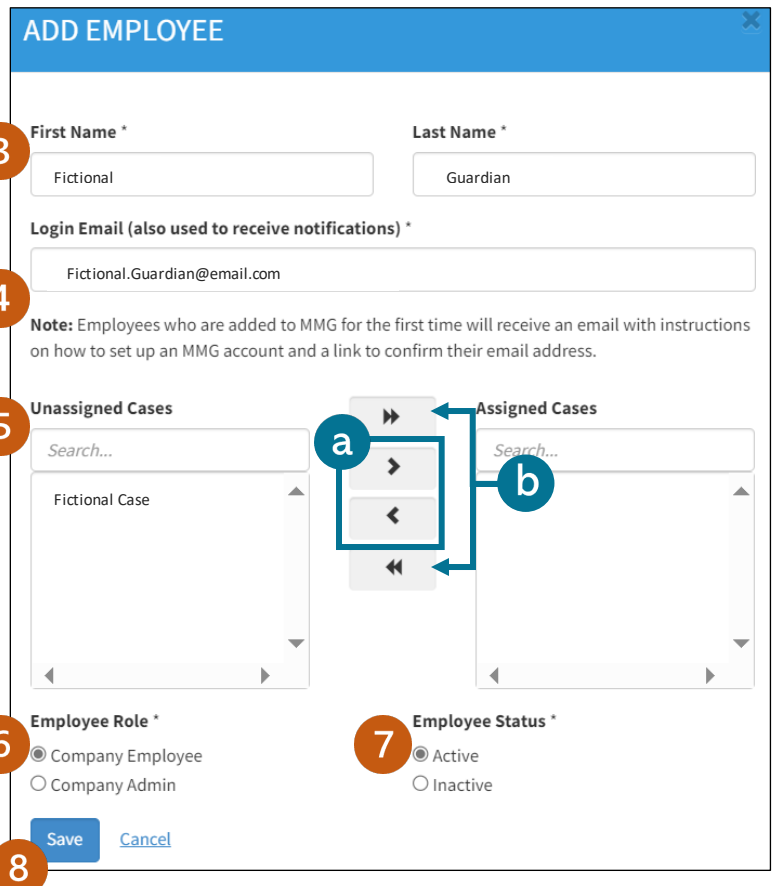 ADD EMPLOYEE
First Name *
Last Name *
3
Fictional
Guardian
Login Email (also used to receive notifications) *
Fictional.Guardian@email.com
4
Note: Employees who are added to MMG for the first time will receive an email with instructions
on how to set up an MMG account and a link to confirm their email address.
5
Unassigned Cases
Assigned Cases
Search...
a
Search...
b
Fictional Case
Employee Role *
Employee Status *
6
Company Employee
7
Active
Company Admin
Inactive
Save
Cancel
8